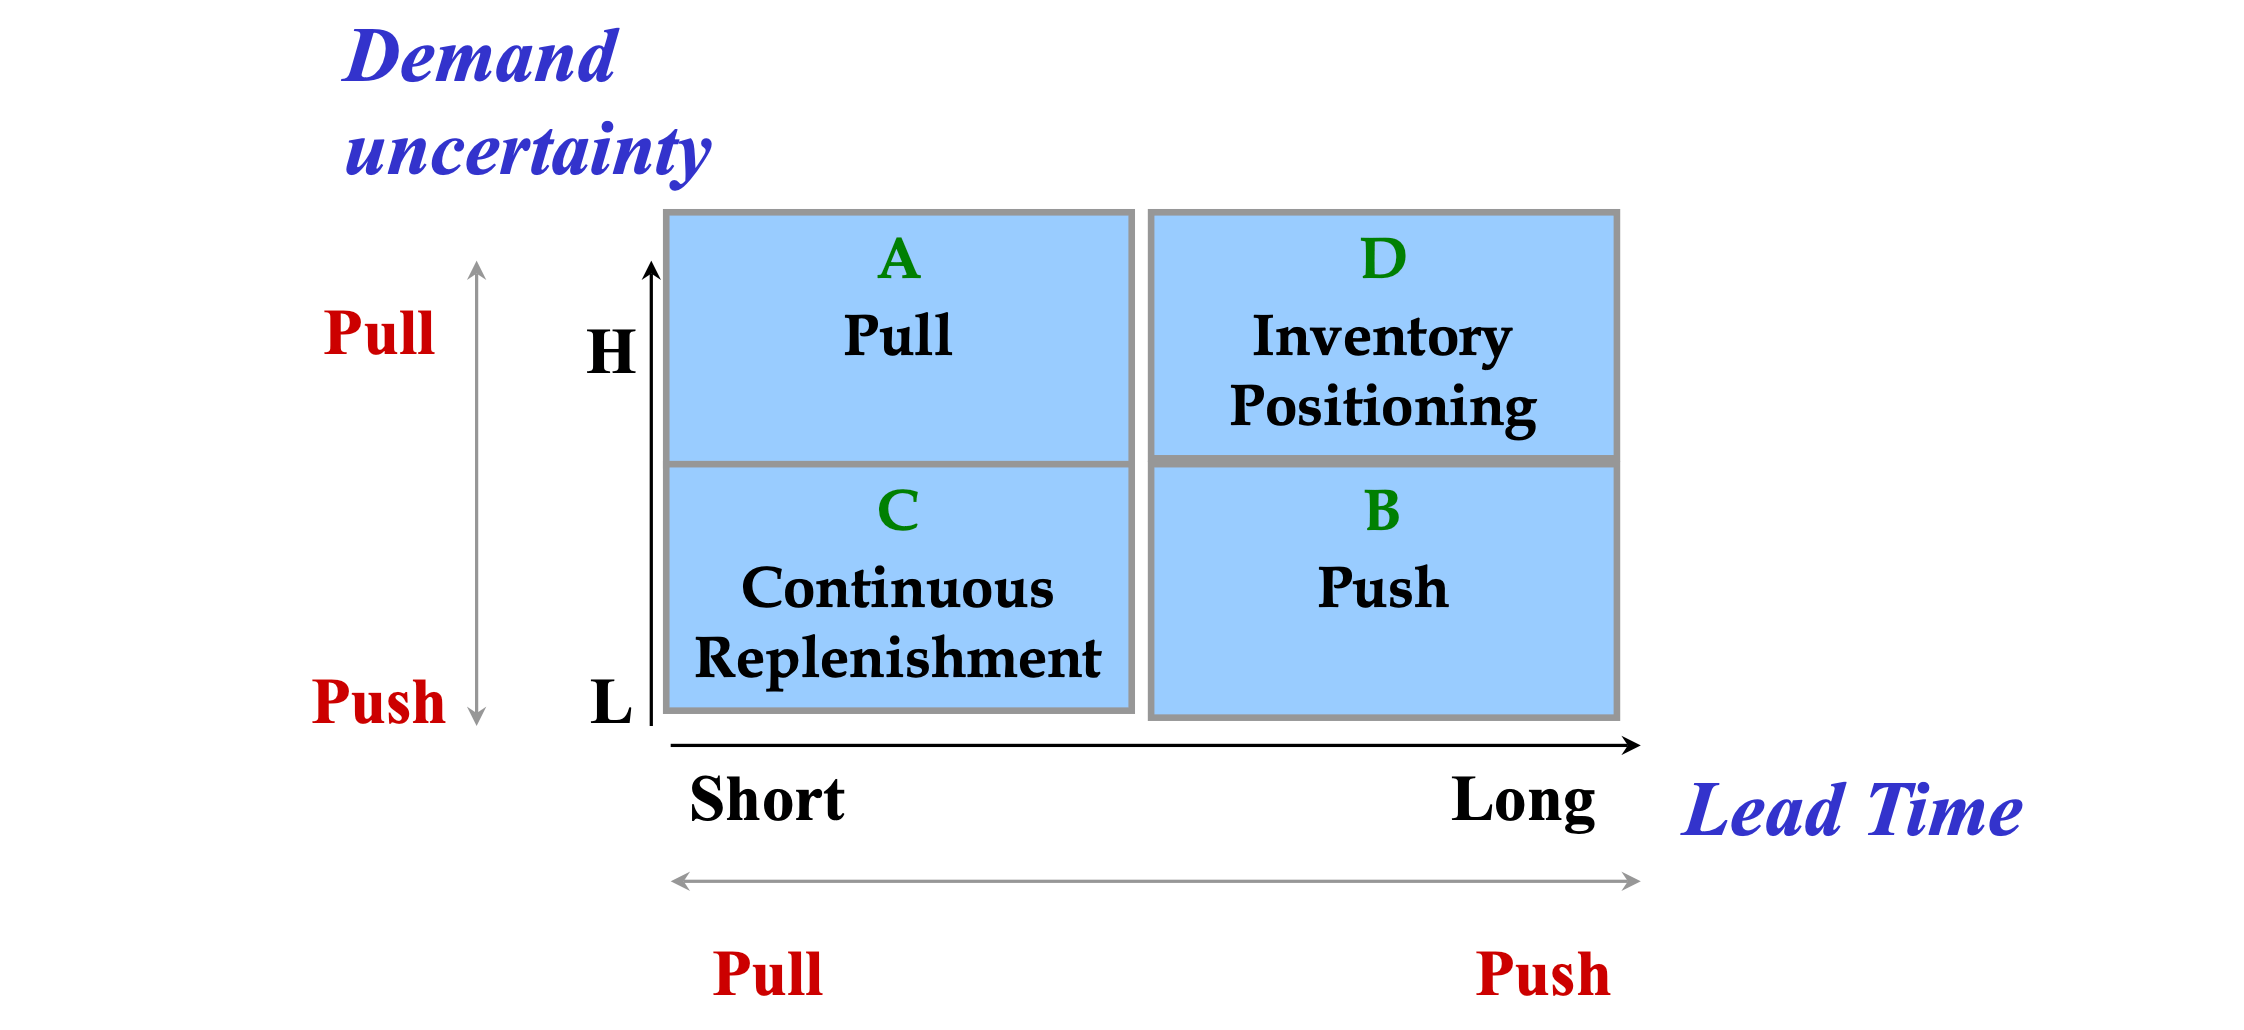 Demand
uncertainty
A
Pull
D
Inventory
Positioning
Pull
H
C
Continuous
Replenishment
B
Push
Push
L
Short
Long
Lead Time
Pull
Push